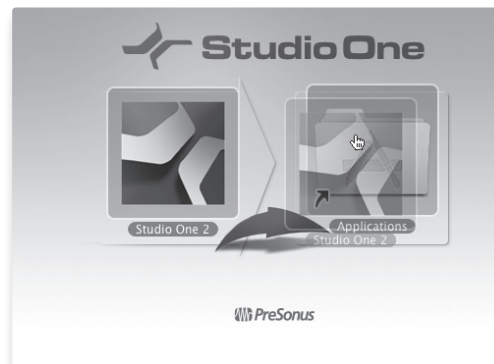 Studio One
Studio One 2
Applications
Studio One 2
PreSonus